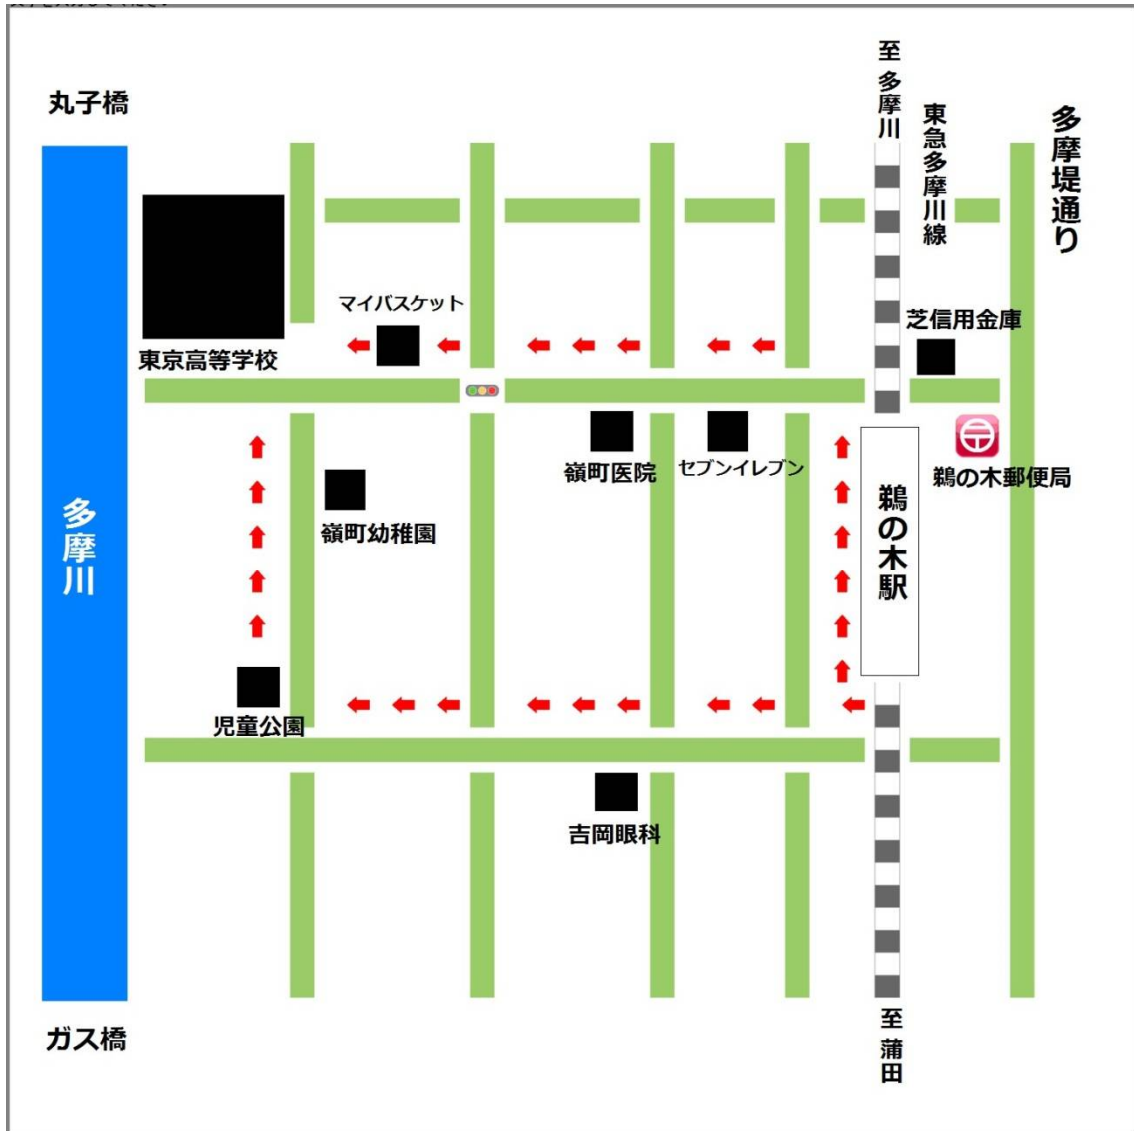 至 多摩川
丸子橋
東急多摩川線
多摩堤通り
マイバスケット
芝信用金庫
東京高等学校
嶺町医院
セブンイレブン
鵜の木郵便局
嶺町幼稚園
鵜の木駅
多摩川
児童公園
吉岡眼科
ガス橋
至 蒲田